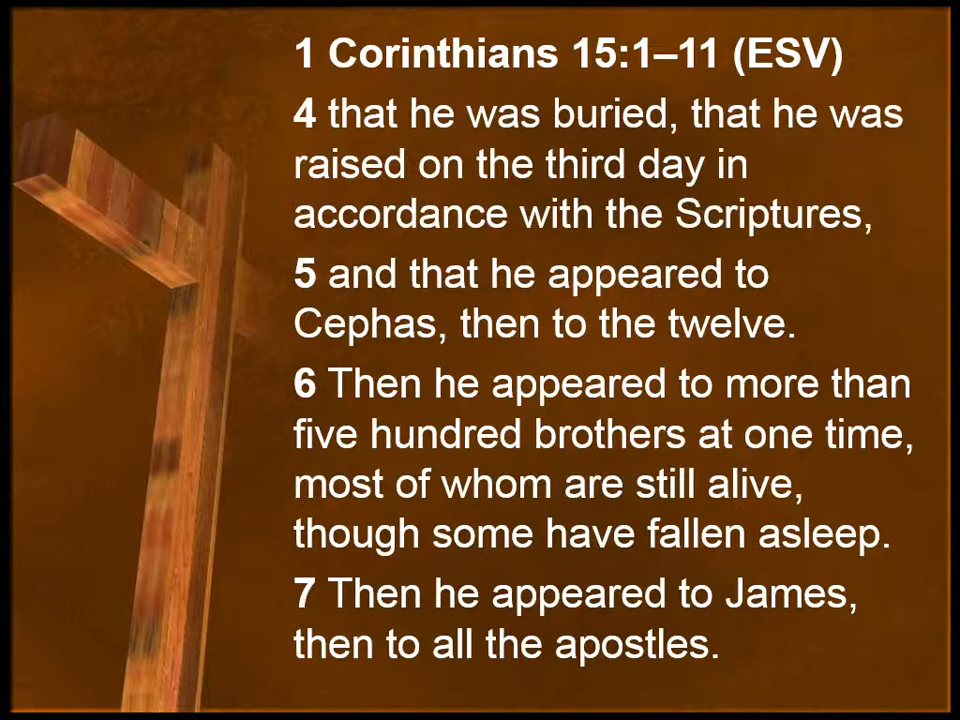 1 Corinthians 15:1–11 (ESV)
4 that he was buried, that he was
raised on the third day in
accordance with the Scriptures,
5 and that he appeared to
Cephas, then to the twelve.
6 Then he appeared to more than
five hundred brothers at one time,
most of whom are still alive,
though some have fallen asleep.
7 Then he appeared to James,
then to all the apostles.